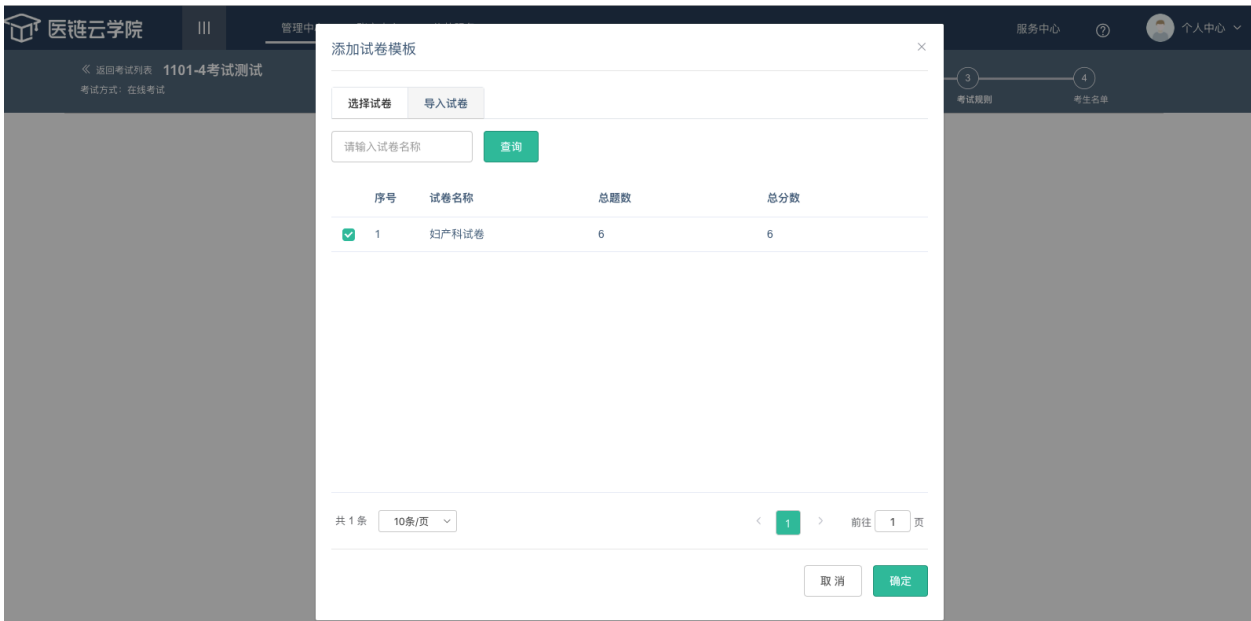 医链云学院
管理中
服务中心
个人中心
添加试卷模板
返回考试列表 1101-4考试测试
考试方式：在线考试
3
考试规则
4
考生名单
选择试卷 导入试卷
请输入试卷名称 查询
序号 试卷名称 总题数 总分数
1 妇产科试卷 6 6
共 1 条 10条/页 1 前往 1 页
取消 确定